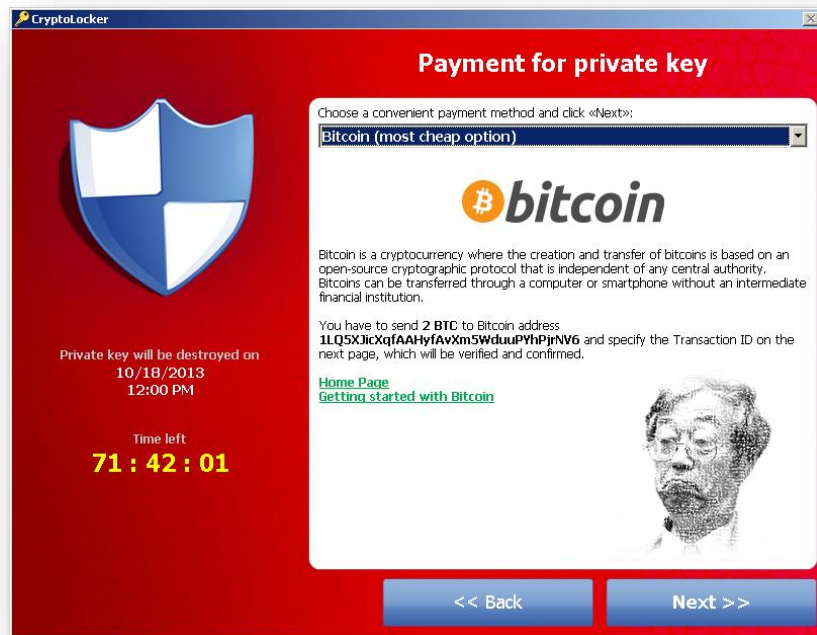 CryptoLocker
Payment for private key
Choose a convenient payment method and click «Next»:
Bitcoin (most cheap option)
bitcoin
Bitcoin is a cryptocurrency where the creation and transfer of bitcoins is based on an
open-source cryptographic protocol that is independent of any central authority.
Bitcoins can be transferred through a computer or smartphone without an intermediate
financial institution.
You have to send 2 BTC to Bitcoin address
1LQ5XJicXqfAAHyfAvXm5WduuPYhPjrNV6 and specify the Transaction ID on the
next page, which will be verified and confirmed.
Home Page
Getting started with Bitcoin
Private key will be destroyed on
10/18/2013
12:00 PM
Time left
71 : 42 : 01
<< Back
Next >>